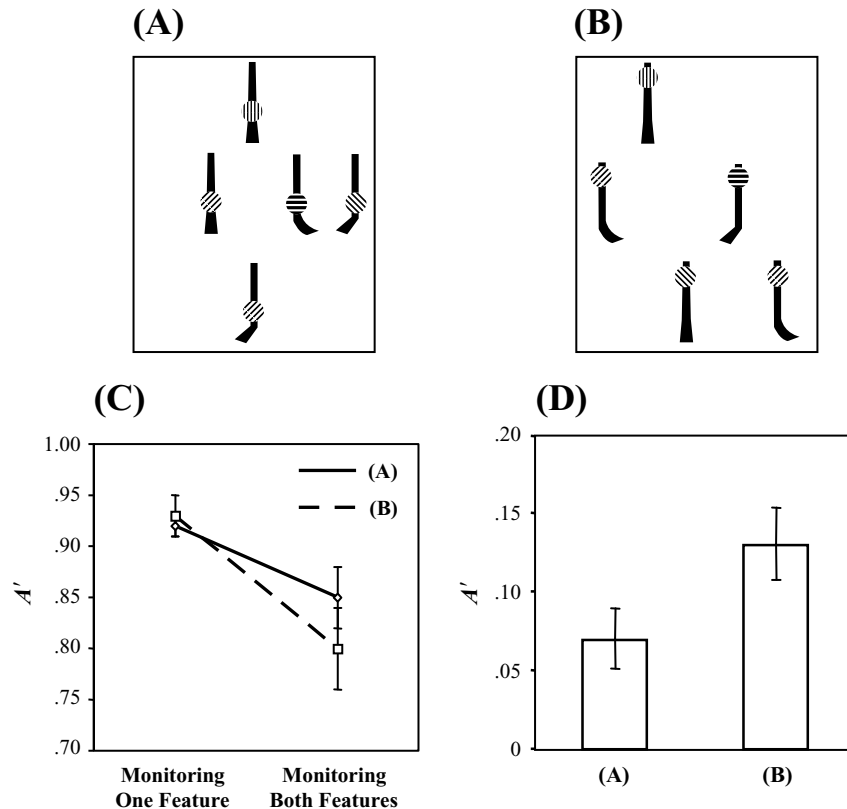 (A)
(B)
(C)
1.00
.95
.90
.85
.80
.75
.70
A'
(A)
(B)
Monitoring
One Feature
Monitoring
Both Features
(D)
.20
.15
.10
.05
0
A'
(A)
(B)